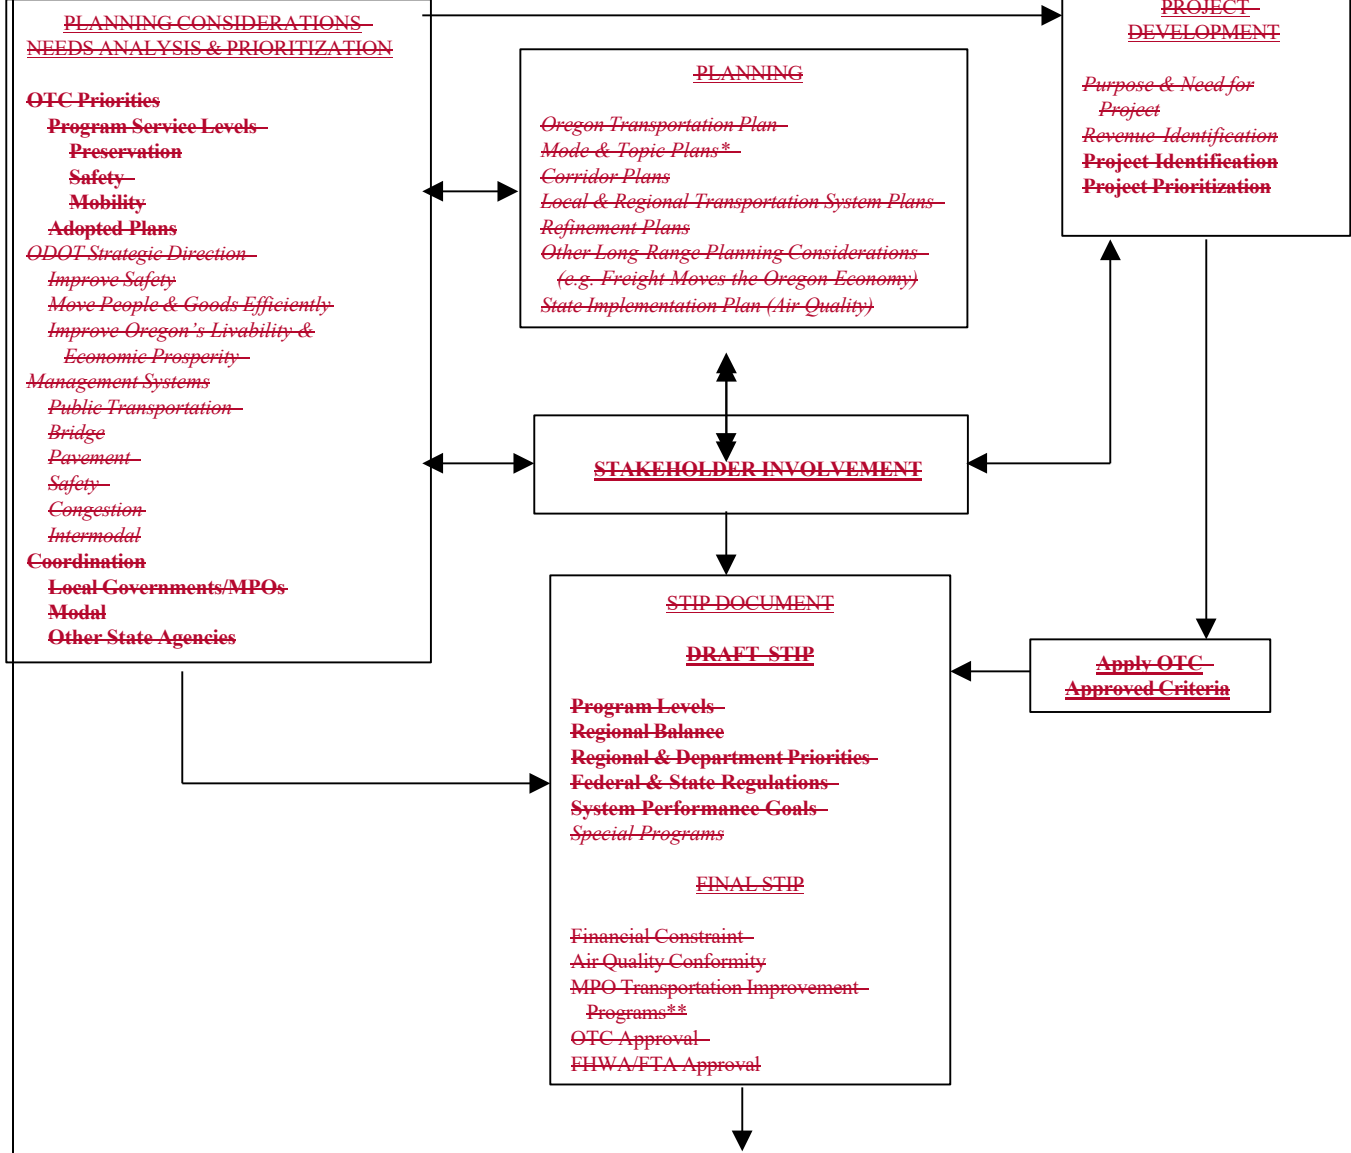 PLANNING CONSIDERATIONS
NEEDS ANALYSIS & PRIORITIZATION
OTC Priorities
Program Service Levels
Preservation
Safety
Mobility
Adopted Plans
ODOT Strategic Direction
Improve Safety
Move People & Goods Efficiently
Improve Oregon's Livability &
Economic Prosperity
Management Systems
Public Transportation
Bridge
Pavement
Safety
Congestion
Intermodal
Coordination
Local Governments/MPOs
Modal
Other State Agencies
PLANNING
Oregon Transportation Plan
Mode & Topic Plans*
Corridor Plans
Local & Regional Transportation System Plans
Refinement Plans
Other Long-Range Planning Considerations
(e.g. Freight Moves the Oregon Economy)
State Implementation Plan (Air Quality)
PROJECT
DEVELOPMENT
Purpose & Need for
Project
Revenue Identification
Project Identification
Project Prioritization
STAKEHOLDER INVOLVEMENT
STIP DOCUMENT
DRAFT STIP
Program Levels
Regional Balance
Regional & Department Priorities
Federal & State Regulations
System Performance Goals
Special Programs
FINAL STIP
Financial Constraint
Air Quality Conformity
MPO Transportation Improvement
Programs**
OTC Approval
FHWA/FTA Approval
Apply OTC
Approved Criteria